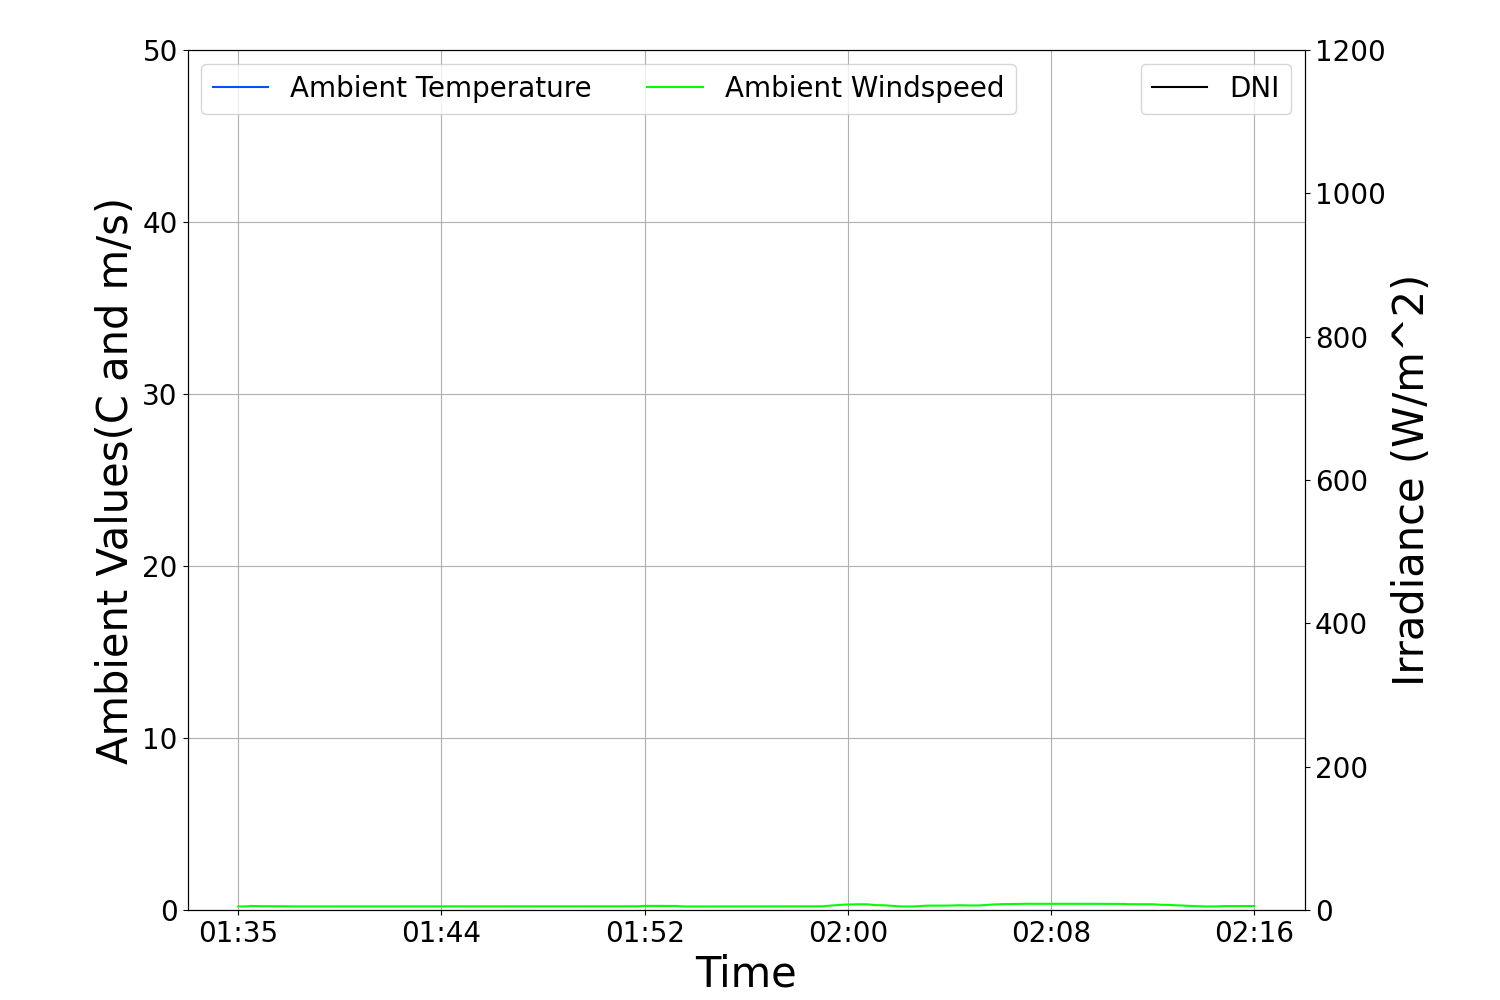 Ambient Temperature
Ambient Windspeed
DNI
Ambient Values(C and m/s)
50
40
30
20
10
0
1200
1000
800
600
400
200
0
Irradiance (W/m^2)
01:35 01:44 01:52 02:00 02:08 02:16
Time